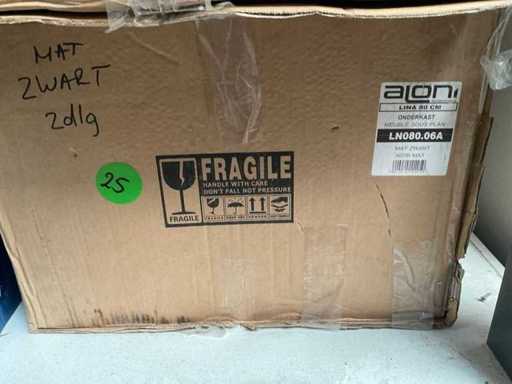 MAT
ZWART
2dlg
25
aloni
LINA 80 CM
ONDERKAST
MEUBLE SOUS PLAN
LN080.06A
MAT ZWART
NOIR MAT
FRAGILE
HANDLE WITH CARE
DON'T FALL NOT PRESSURE
FRAGILE